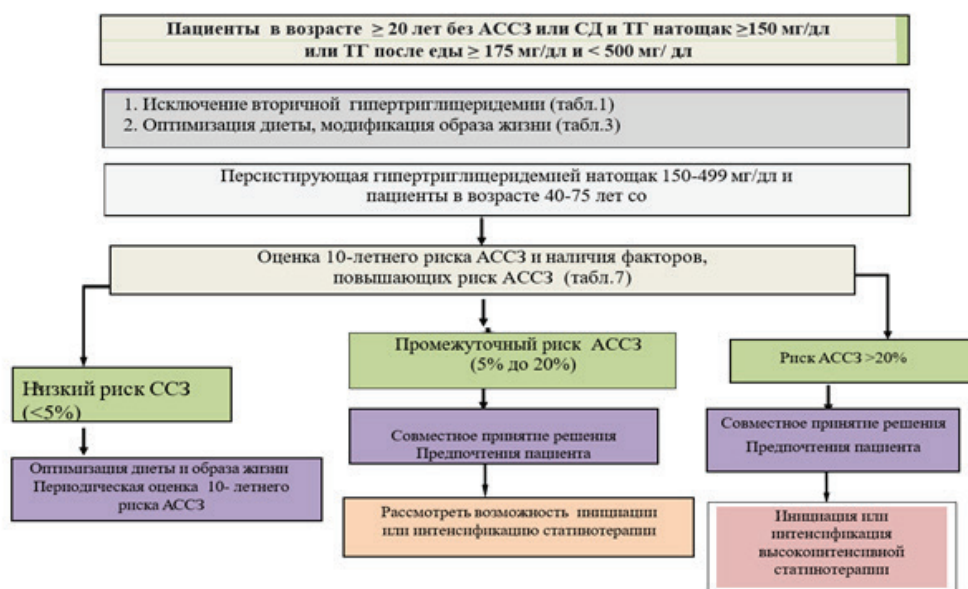 Пациенты в возрасте ≥ 20 лет без АССЗ или СД и ТГ натощак ≥150 мг/дл
или ТГ после еды ≥ 175 мг/дл и < 500 мг/ дл
1. Исключение вторичной гипертриглицеридемии (табл.1)
2. Оптимизация диеты, модификация образа жизни (табл.3)
Персистирующая гипертриглицеридемией натощак 150-499 мг/дл и
пациенты в возрасте 40-75 лет со
Оценка 10-летнего риска АССЗ и наличия факторов,
повышающих риск АССЗ (табл.7)
Низкий риск ССЗ
(<5%)
Оптимизация диеты и образа жизни
Периодическая оценка 10- летнего
риска АССЗ
Промежуточный риск АССЗ
(5% до 20%)
Совместное принятие решения
Предпочтения пациента
Рассмотреть возможность инициации
или интенсификацию статинотерапии
Риск АССЗ >20%
Совместное принятие решения
Предпочтения пациента
Инициация или
интенсификация
высокоинтенсивной
статинотерапии